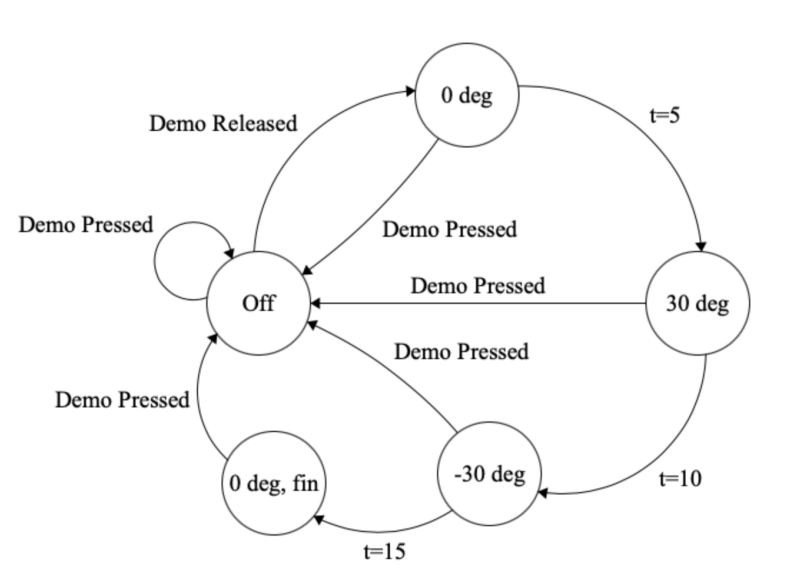 0 deg
Demo Released
t=5
Demo Pressed
Demo Pressed
Demo Pressed
Off
30 deg
Demo Pressed
Demo Pressed
-30 deg
0 deg, fin
t=10
t=15